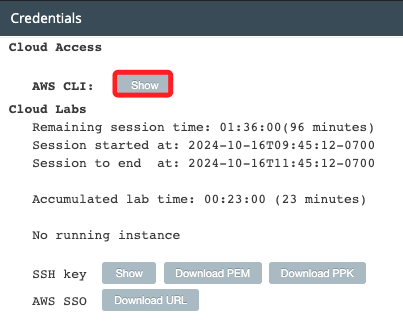 Credentials
Cloud Access
AWS CLI: Show
Cloud Labs
Remaining session time: 01:36:00(96 minutes)
Session started at: 2024-10-16T09:45:12-0700
Session to end  at: 2024-10-16T11:45:12-0700
Accumulated lab time: 00:23:00 (23 minutes)
No running instance
SSH key Show Download PEM Download PPK
AWS SSO Download URL